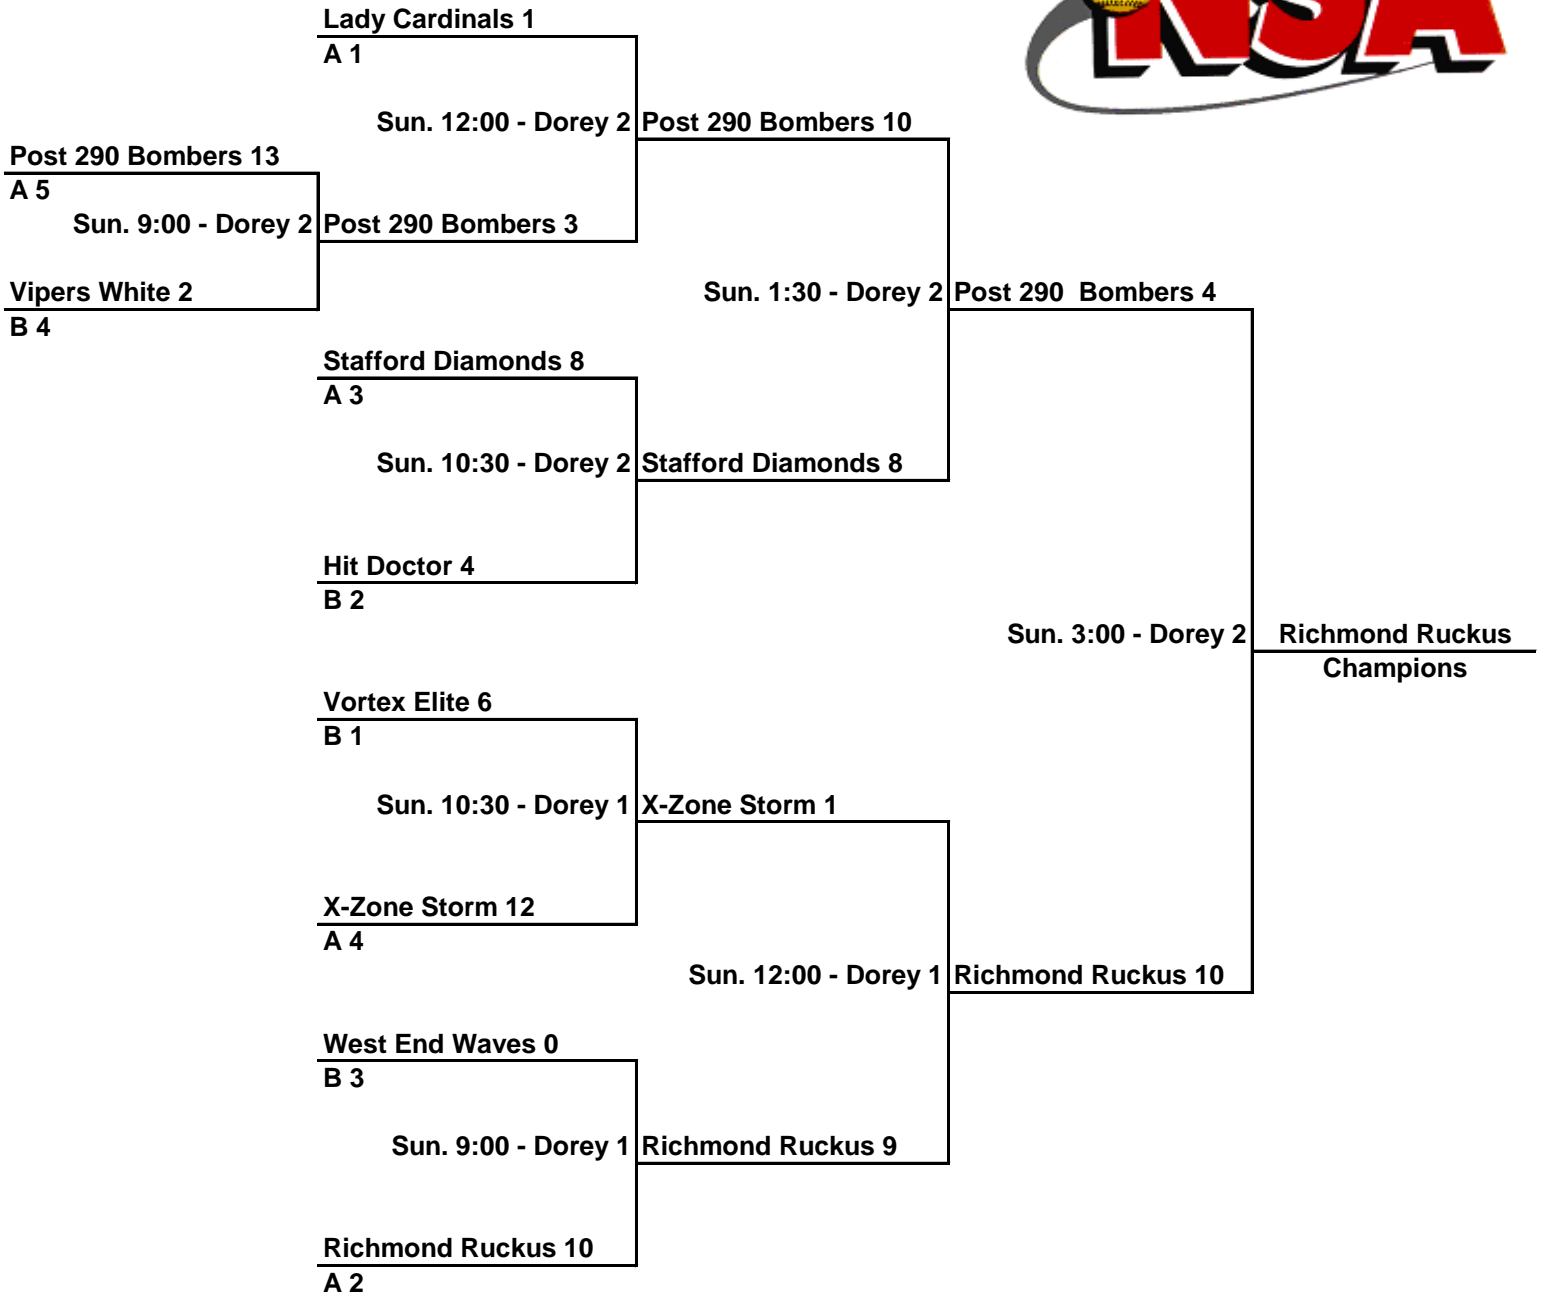 NSA
Lady Cardinals 1
A 1
Sun. 12:00 - Dorey 2
Post 290 Bombers 10
Post 290 Bombers 13
A 5
Sun. 9:00 - Dorey 2
Post 290 Bombers 3
Vipers White 2
B 4
Sun. 1:30 - Dorey 2
Post 290  Bombers 4
Stafford Diamonds 8
A 3
Sun. 10:30 - Dorey 2
Stafford Diamonds 8
Hit Doctor 4
B 2
Sun. 3:00 - Dorey 2
Richmond Ruckus
Champions
Vortex Elite 6
B 1
Sun. 10:30 - Dorey 1
X-Zone Storm 1
X-Zone Storm 12
A 4
Sun. 12:00 - Dorey 1
Richmond Ruckus 10
West End Waves 0
B 3
Sun. 9:00 - Dorey 1
Richmond Ruckus 9
Richmond Ruckus 10
A 2